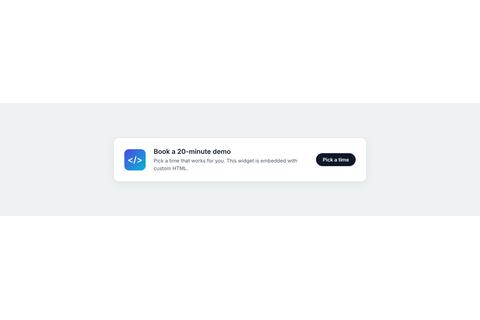 </>
Book a 20-minute demo
Pick a time that works for you. This widget is embedded with
custom HTML.
Pick a time